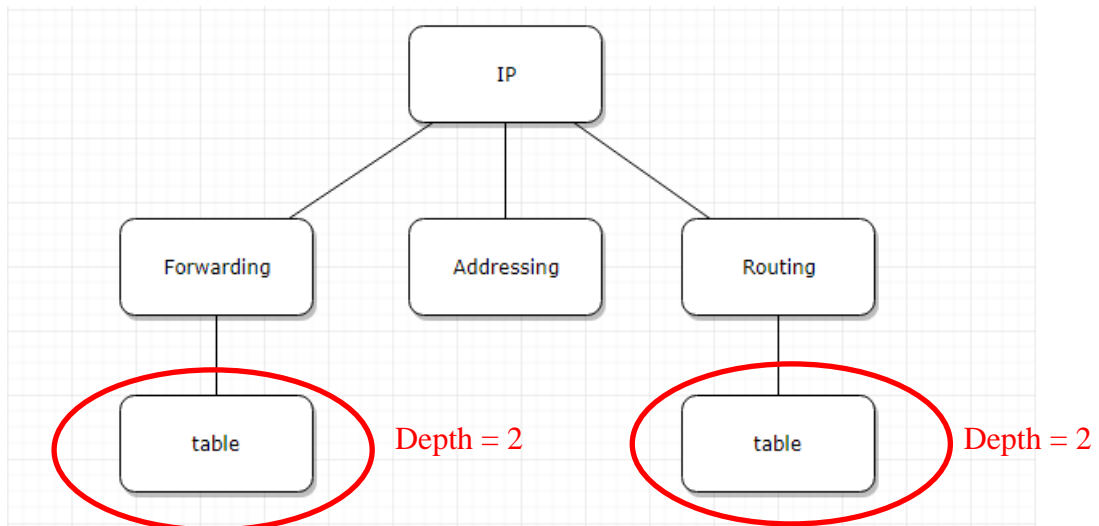 IP
Forwarding
Addressing
Routing
table
Depth = 2
table
Depth = 2